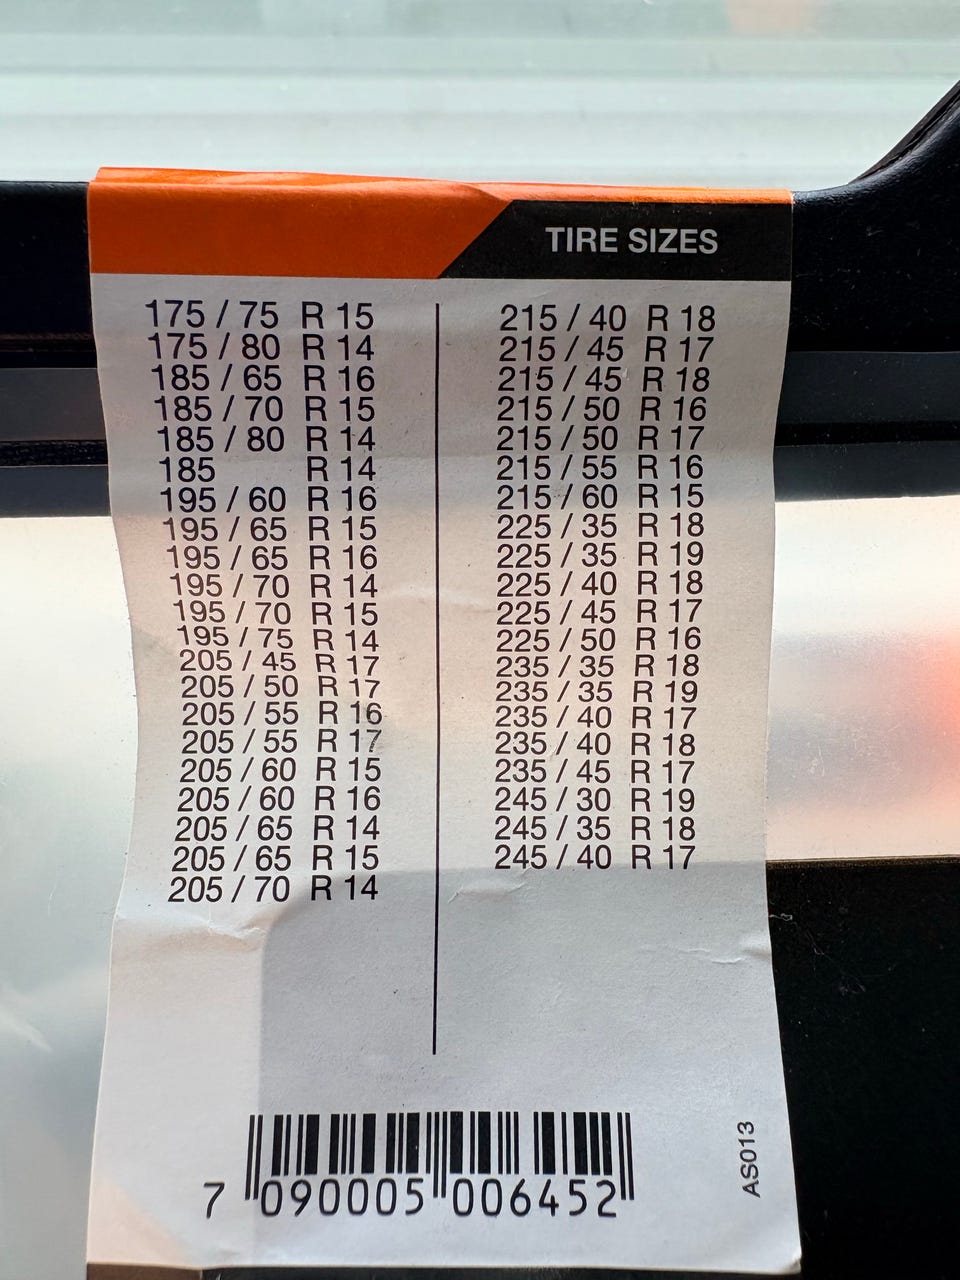 TIRE SIZES
175 / 75 R 15
175 / 80 R 14
185 / 65 R 16
185 / 70 R 15
185 / 80 R 14
185 R 14
195 / 60 R 16
195 / 65 R 15
195 / 65 R 16
195 / 70 R 14
195 / 70 R 15
195 / 75 R 14
205 / 45 R 17
205 / 50 R 17
205 / 55 R 16
205 / 55 R 17
205 / 60 R 15
205 / 60 R 16
205 / 65 R 14
205 / 65 R 15
205 / 70 R 14
215 / 40 R 18
215 / 45 R 17
215 / 45 R 18
215 / 50 R 16
215 / 50 R 17
215 / 55 R 16
215 / 60 R 15
225 / 35 R 18
225 / 35 R 19
225 / 40 R 18
225 / 45 R 17
225 / 50 R 16
235 / 35 R 18
235 / 35 R 19
235 / 40 R 17
235 / 40 R 18
235 / 45 R 17
245 / 30 R 19
245 / 35 R 18
245 / 40 R 17
7 090005 006452
AS013